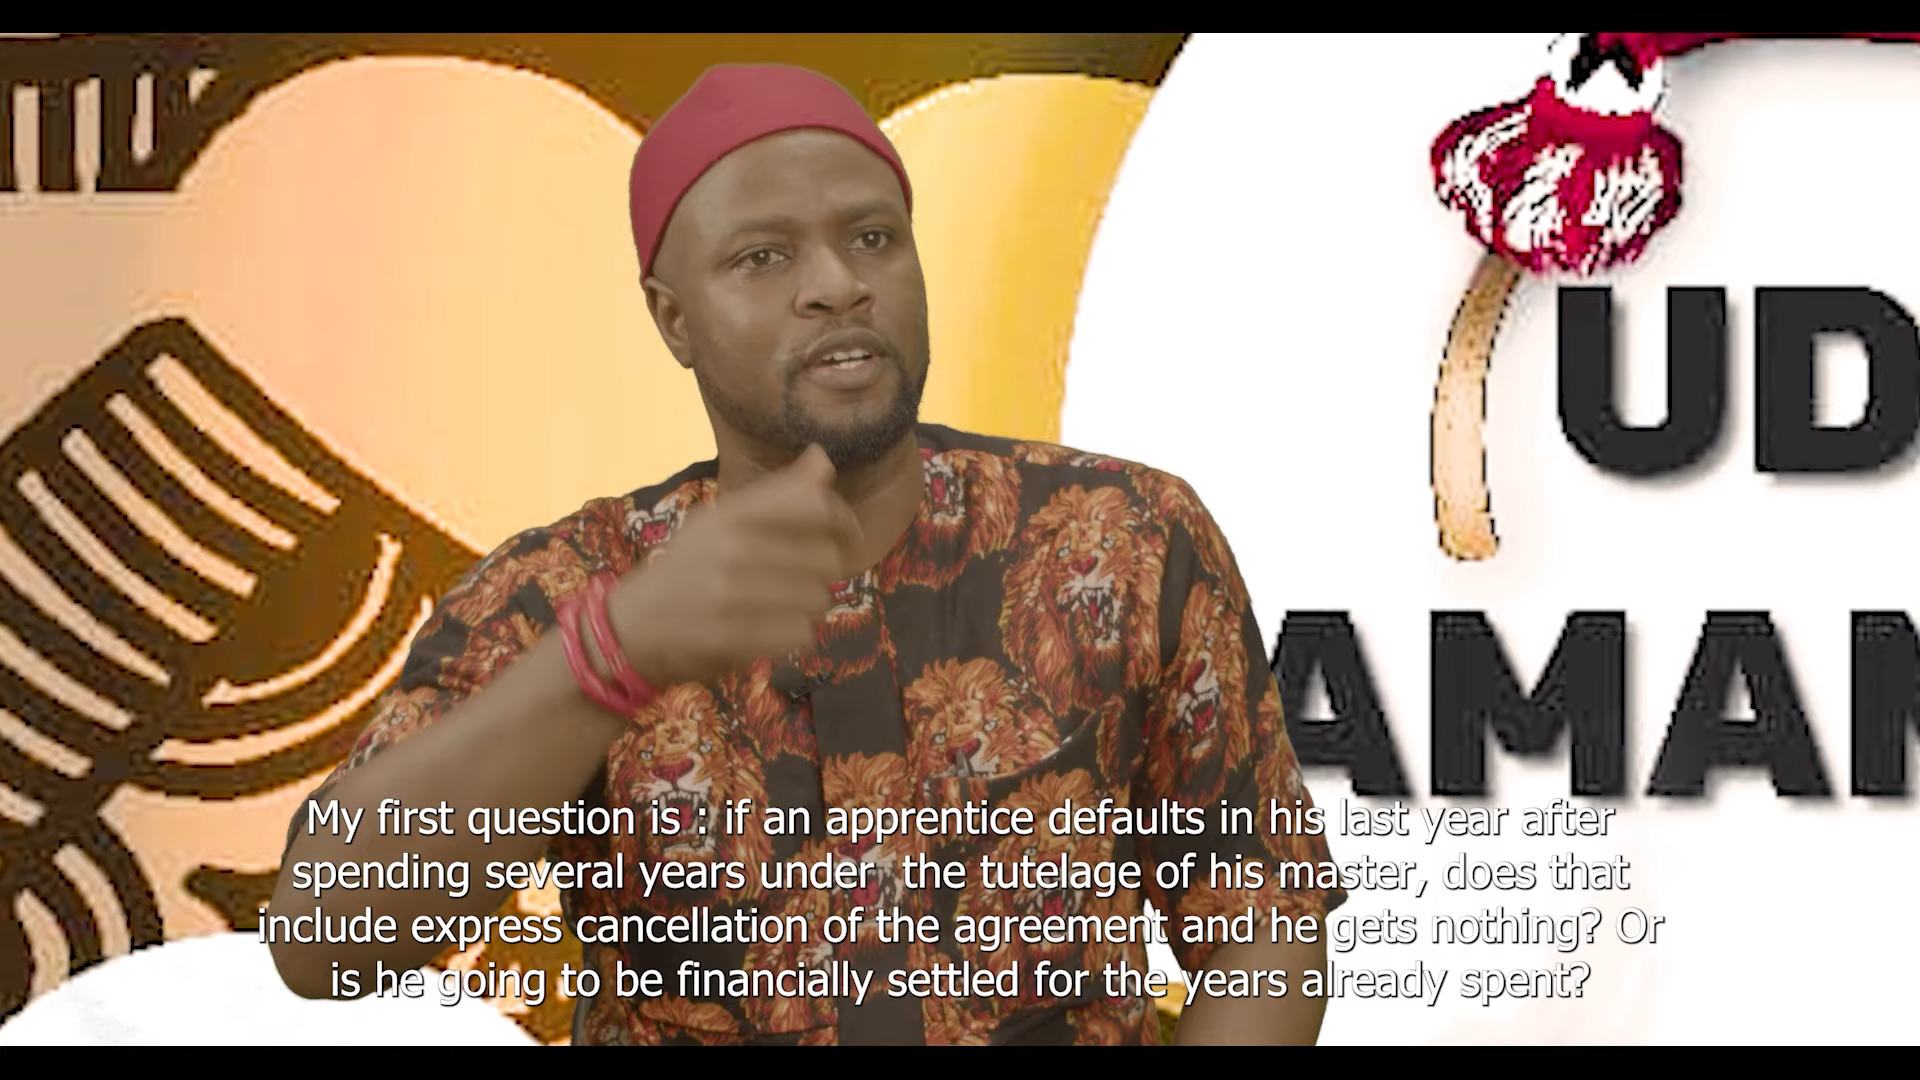 UD
AMAN
My first question is : if an apprentice defaults in his last year after
spending several years under  the tutelage of his master, does that
include express cancellation of the agreement and he gets nothing? Or
is he going to be financially settled for the years already spent?